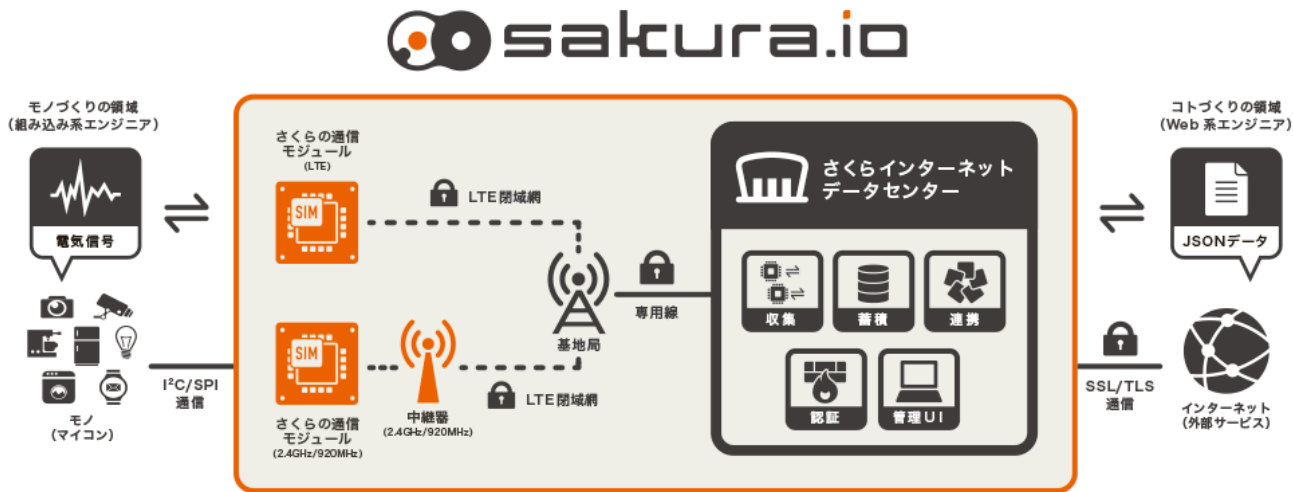 sakura.io
モノづくりの領域
(組み込み系エンジニア)
電気信号
モノ
(マイコン)
I²C/SPI
通信
さくらの通信
モジュール
(LTE)
SIM
LTE閉域網
SIM
さくらの通信
モジュール
(2.4GHz/920MHz)
中継器
(2.4GHz/920MHz)
LTE閉域網
基地局
専用線
さくらインターネット
データセンター
収集
蓄積
連携
認証
管理UI
コトづくりの領域
(Web系エンジニア)
JSONデータ
SSL/TLS
通信
インターネット
(外部サービス)